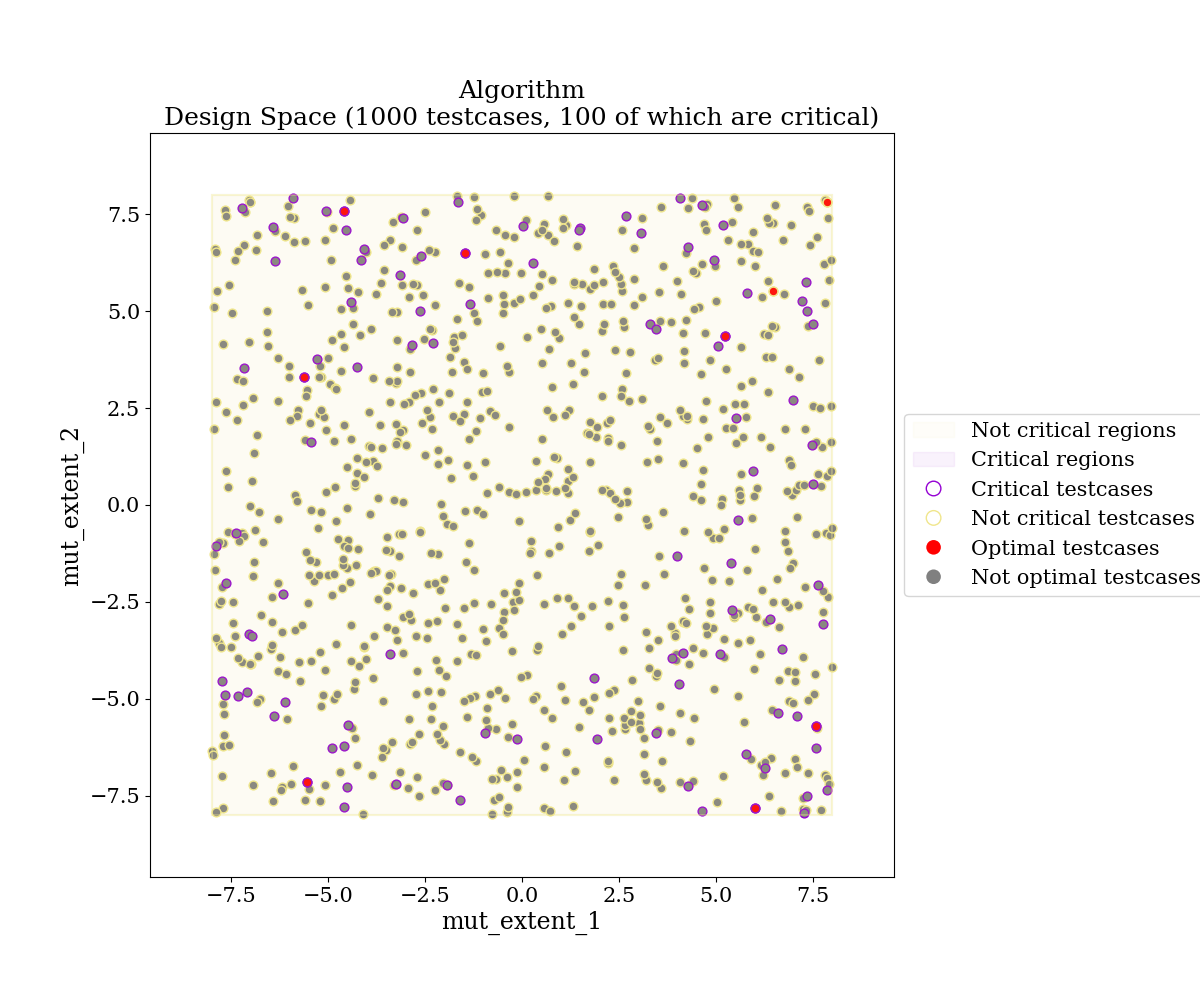 Algorithm
Design Space (1000 testcases, 100 of which are critical)
7.5
5.0
2.5
0.0
−2.5
−5.0
−7.5
mut_extent_2
−7.5
−5.0
−2.5
0.0
2.5
5.0
7.5
mut_extent_1
Not critical regions
Critical regions
Critical testcases
Not critical testcases
Optimal testcases
Not optimal testcases